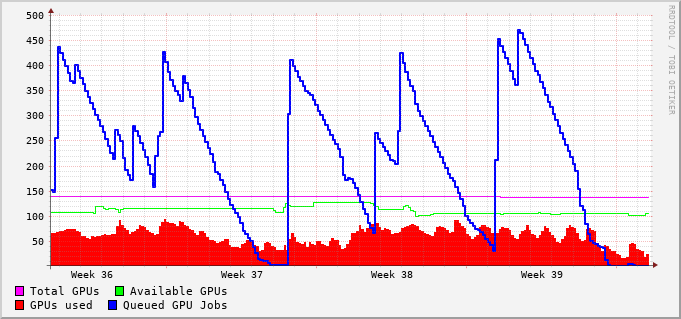 500
450
400
350
300
250
200
150
100
50
Week 36 Week 37 Week 38 Week 39
Total GPUs Available GPUs
GPUs used Queued GPU Jobs
RRDTOOL / TOBI OETIKER